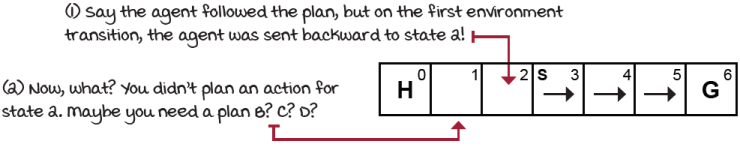 (1) Say the agent followed the plan, but on the first environment
transition, the agent was sent backward to state 2!
(2) Now, what? You didn't plan an action for
state 2. Maybe you need a plan B? C? D?
H 0 1 2 S 3 4 5 G 6